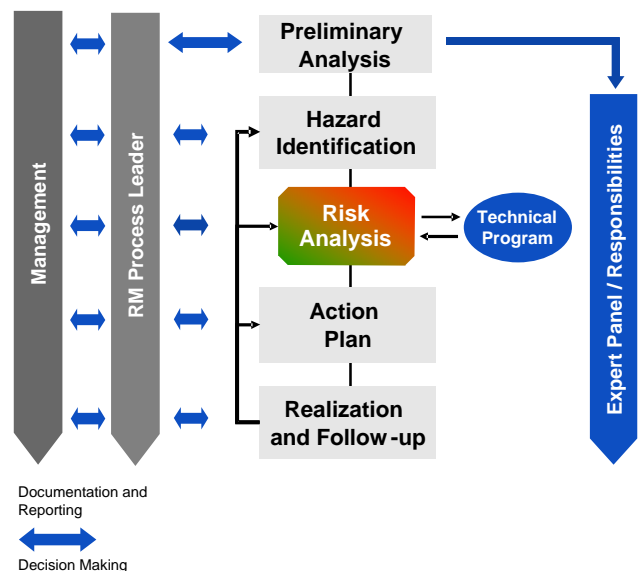 Management
RM Process Leader
Preliminary
Analysis
Hazard
Identification
Risk
Analysis
Technical
Program
Action
Plan
Realization
and Follow-up
Expert Panel / Responsibilities
Documentation and
Reporting
Decision Making